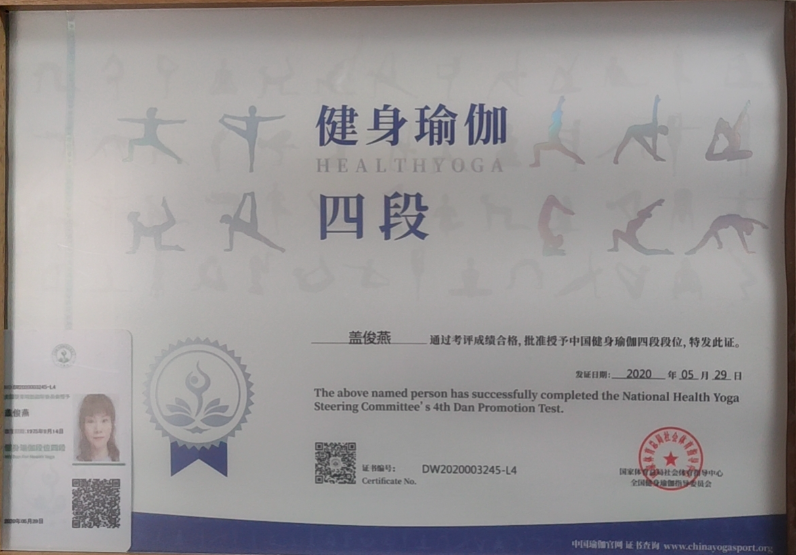 健身瑜伽
HEALTHYOGA
四段
盖俊燕 通过考评成绩合格，批准授予中国健身瑜伽四段段位，特发此证。
发证日期： 2020 年 05 月 29 日
The above named person has successfully completed the National Health Yoga
Steering Committee's 4th Dan Promotion Test.
证书编号： DW2020003245-L4
Certificate No.
国家体育总局社会体育指导中心
全国健身瑜伽指导委员会
中国瑜伽官网 证书查询 www.chinayogasport.org
盖俊燕